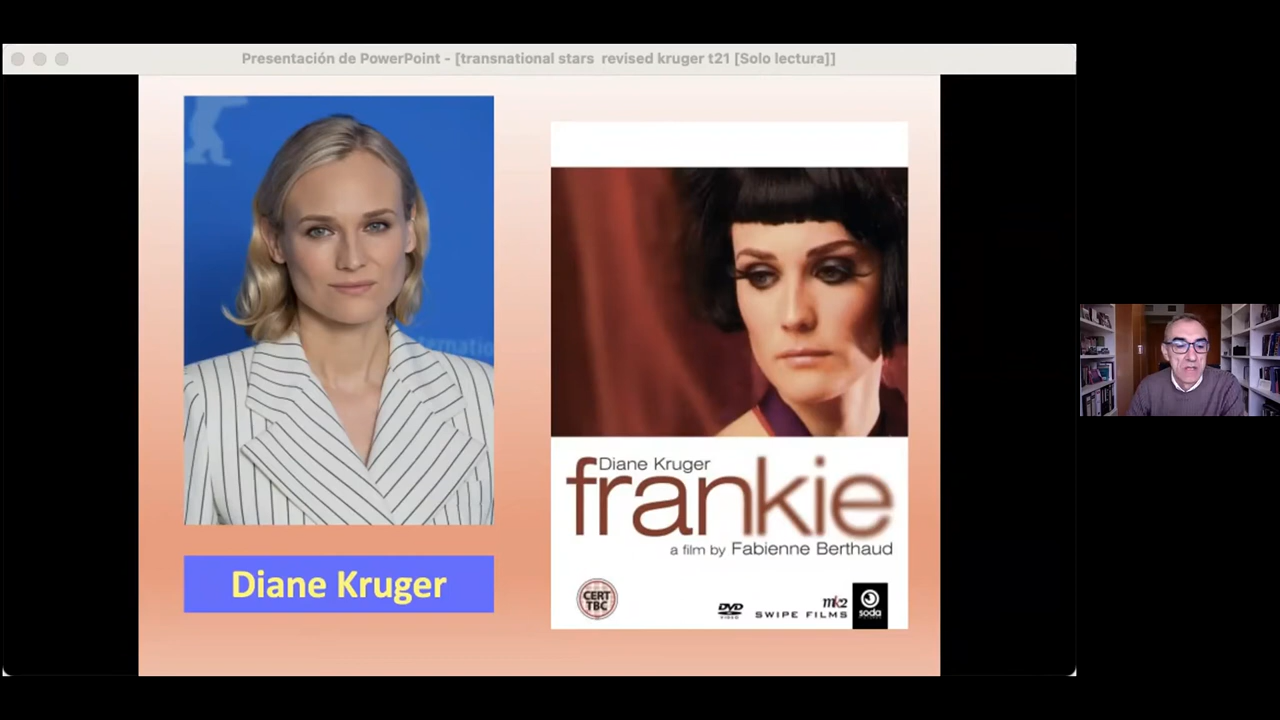 Presentación de PowerPoint - [transnational stars revised kruger t21 [Solo lectura]]
Diane Kruger
Diane Kruger
frankie
a film by Fabienne Berthaud
CERT
TBC
DVD
VIDEO
SWIPE FILMS
mk2
soda